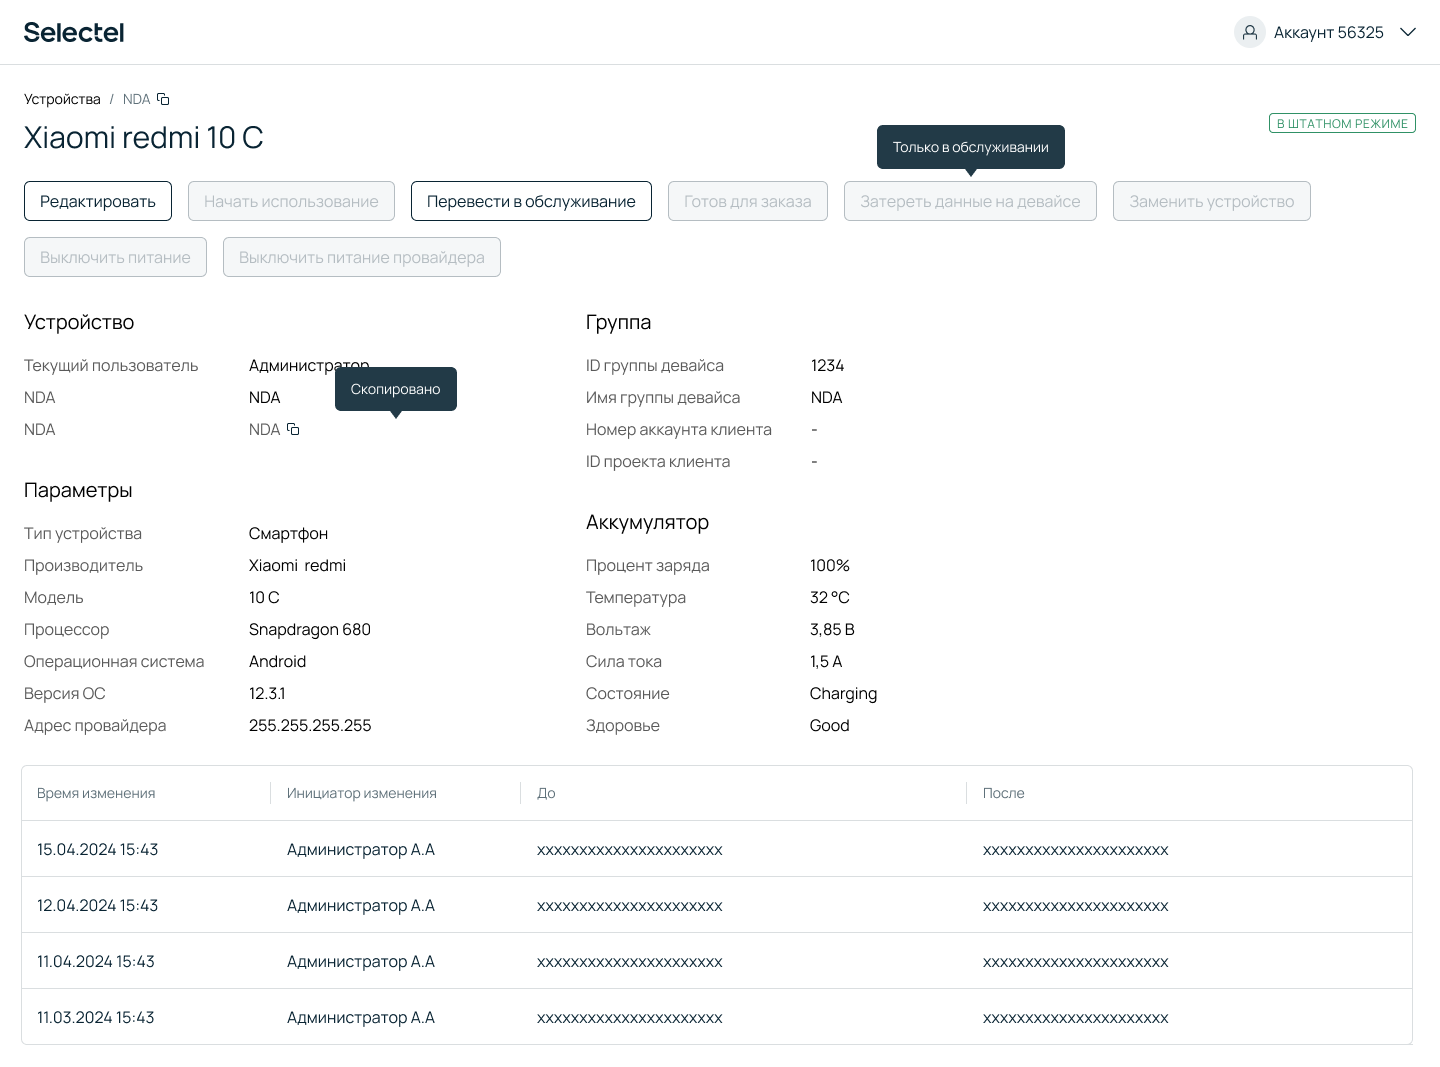 Selectel
Аккаунт 56325
Устройства / NDA
Xiaomi redmi 10 C
В ШТАТНОМ РЕЖИМЕ
Только в обслуживании
Редактировать Начать использование Перевести в обслуживание Готов для заказа Затереть данные на девайсе Заменить устройство
Выключить питание Выключить питание провайдера
Устройство
Текущий пользователь Администратор
NDA NDA
Скопировано
NDA NDA
Параметры
Тип устройства Смартфон
Производитель Xiaomi redmi
Модель 10 C
Процессор Snapdragon 680
Операционная система Android
Версия ОС 12.3.1
Адрес провайдера 255.255.255.255
Группа
ID группы девайса 1234
Имя группы девайса NDA
Номер аккаунта клиента -
ID проекта клиента -
Аккумулятор
Процент заряда 100%
Температура 32 °C
Вольтаж 3,85 В
Сила тока 1,5 А
Состояние Charging
Здоровье Good
Время изменения Инициатор изменения До После
15.04.2024 15:43 Администратор А.А xxxxxxxxxxxxxxxxxxxxxx xxxxxxxxxxxxxxxxxxxxxx
12.04.2024 15:43 Администратор А.А xxxxxxxxxxxxxxxxxxxxxx xxxxxxxxxxxxxxxxxxxxxx
11.04.2024 15:43 Администратор А.А xxxxxxxxxxxxxxxxxxxxxx xxxxxxxxxxxxxxxxxxxxxx
11.03.2024 15:43 Администратор А.А xxxxxxxxxxxxxxxxxxxxxx xxxxxxxxxxxxxxxxxxxxxx